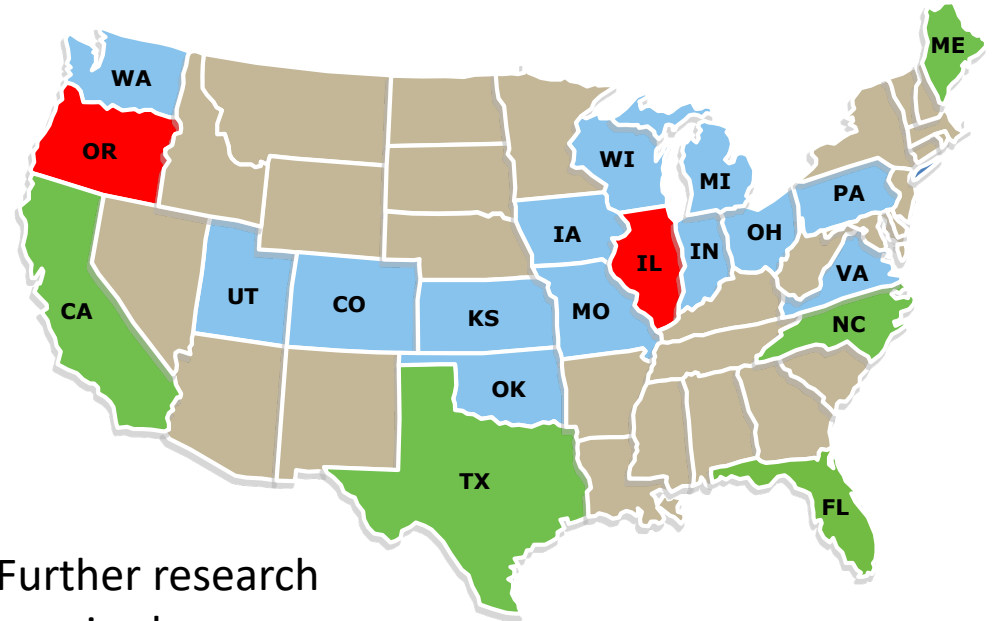 ME
WA
OR
WI
MI
PA
IA
OH
IN
IL
VA
UT
CO
MO
CA
KS
NC
OK
TX
FL
Further research